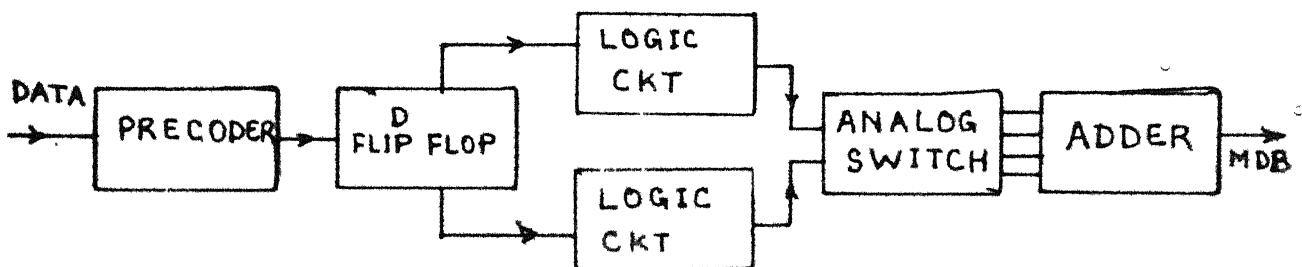 DATA
PRECODER
D
FLIP FLOP
LOGIC
CKT
LOGIC
CKT
ANALOG
SWITCH
ADDER
MDB